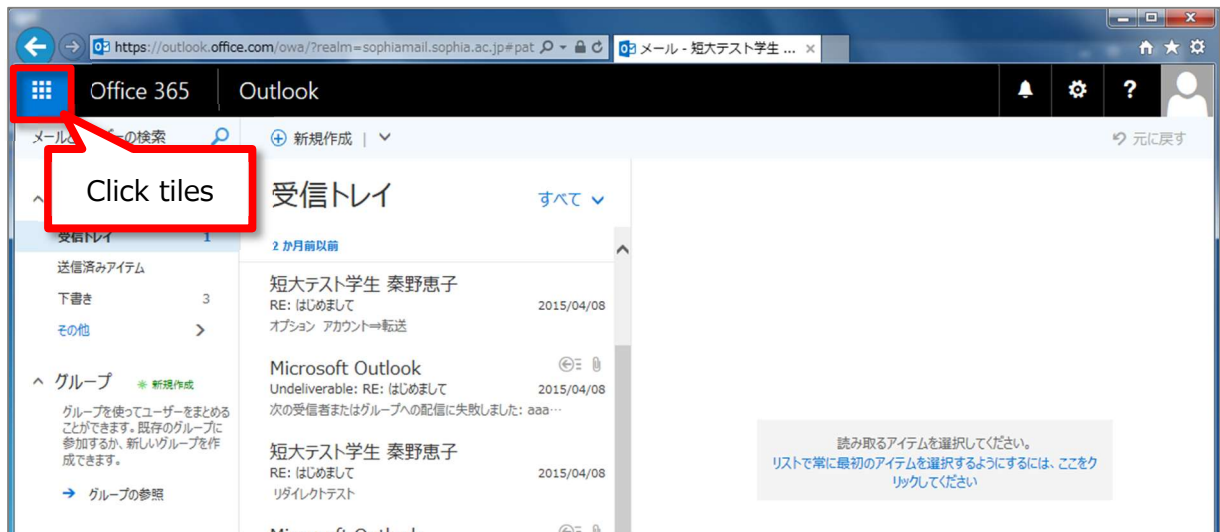 https://outlook.office.com/owa/?realm=sophiamail.sophia.ac.jp#pat
メール - 短大テスト学生 ...
Office 365
Outlook
?
の検索
新規作成 |
元に戻す
Click tiles
受信トレイ
すべて
受信トレイ 1
2 か月前以前
送信済みアイテム
下書き 3
その他
短大テスト学生 秦野恵子
RE: はじめまして 2015/04/08
オプション アカウント⇒転送
Microsoft Outlook
Undeliverable: RE: はじめまして 2015/04/08
次の受信者またはグループへの配信に失敗しました: aaa…
グループ 新規作成
グループを使ってユーザーをまとめる
ことができます。既存のグループに
参加するか、新しいグループを作
成できます。
グループの参照
短大テスト学生 秦野恵子
RE: はじめまして 2015/04/08
リダイレクトテスト
Microsoft Outlook
読み取るアイテムを選択してください。
リストで常に最初のアイテムを選択するようにするには、ここをク
リックしてください